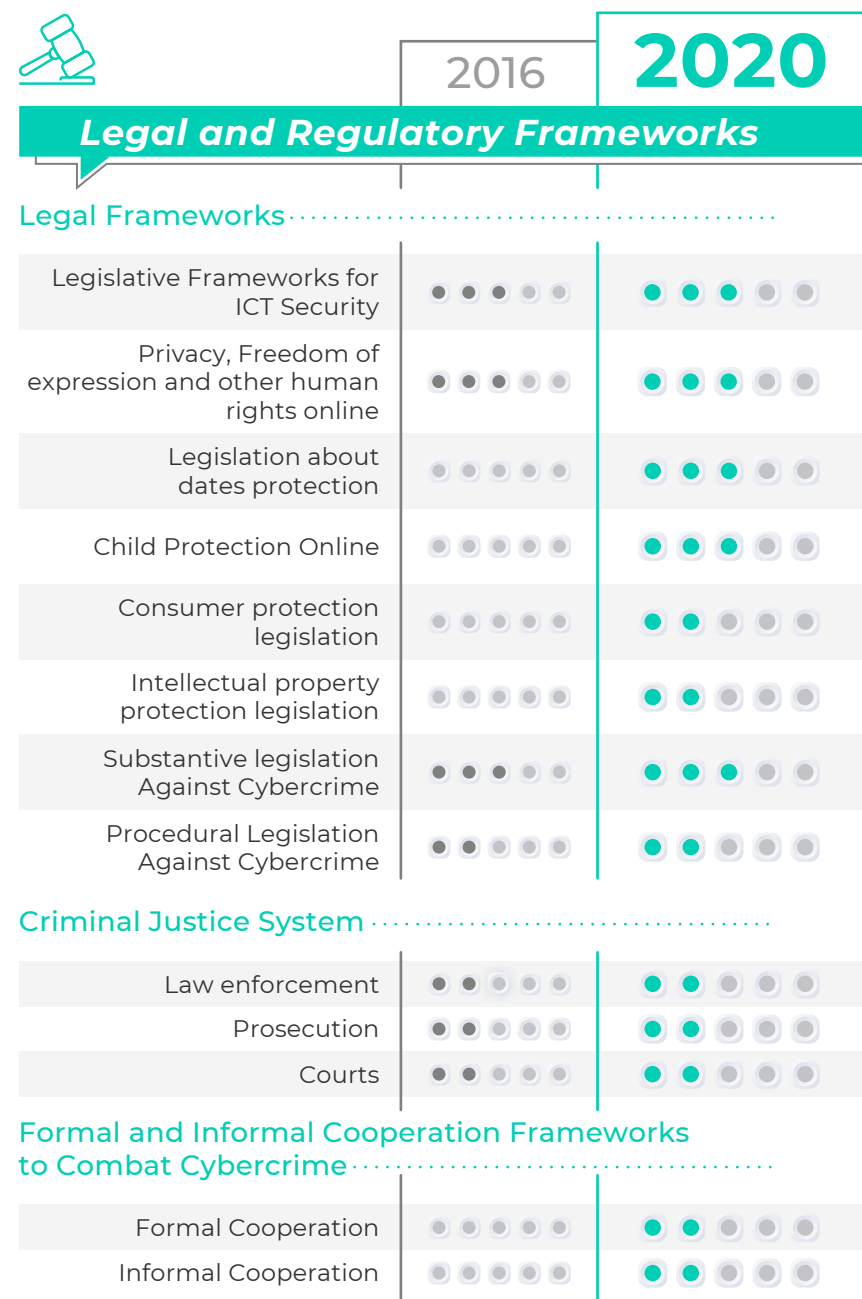 2016
2020
Legal and Regulatory Frameworks
Legal Frameworks
Legislative Frameworks for
ICT Security
Privacy, Freedom of
expression and other human
rights online
Legislation about
dates protection
Child Protection Online
Consumer protection
legislation
Intellectual property
protection legislation
Substantive legislation
Against Cybercrime
Procedural Legislation
Against Cybercrime
Criminal Justice System
Law enforcement
Prosecution
Courts
Formal and Informal Cooperation Frameworks
to Combat Cybercrime
Formal Cooperation
Informal Cooperation